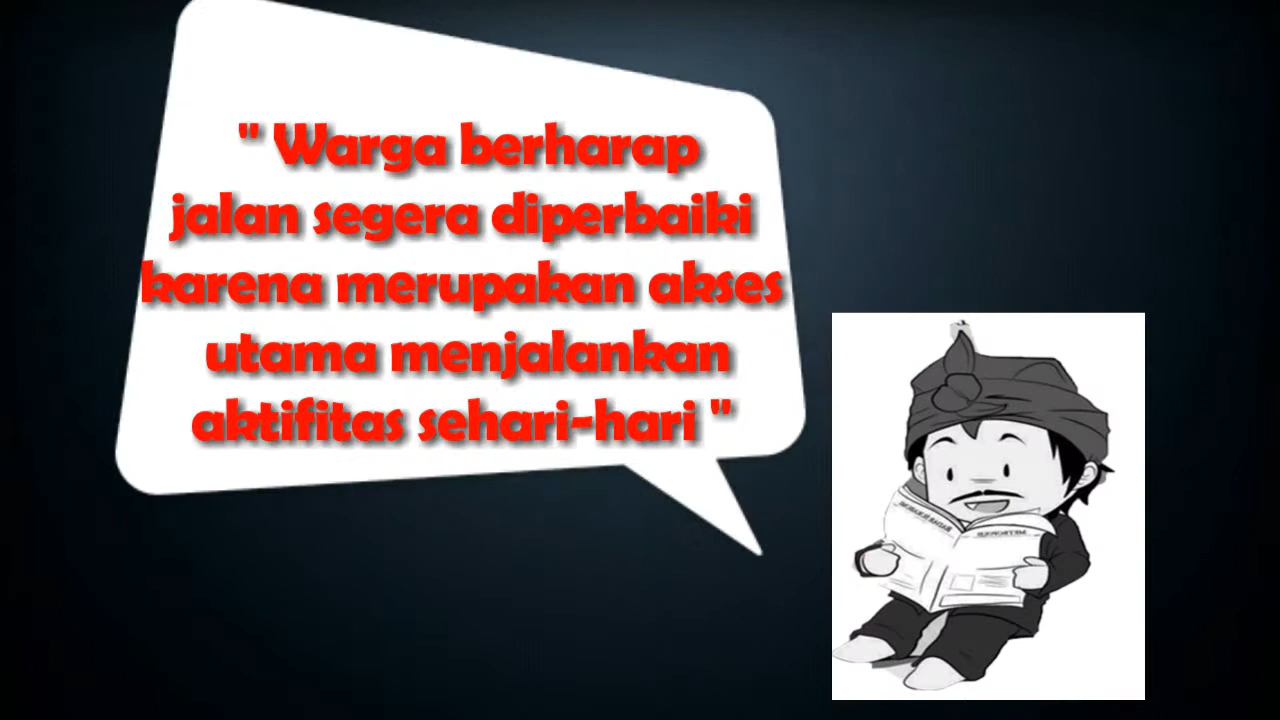 " Warga berharap
jalan segera diperbaiki
karena merupakan akses
utama menjalankan
aktifitas sehari-hari "